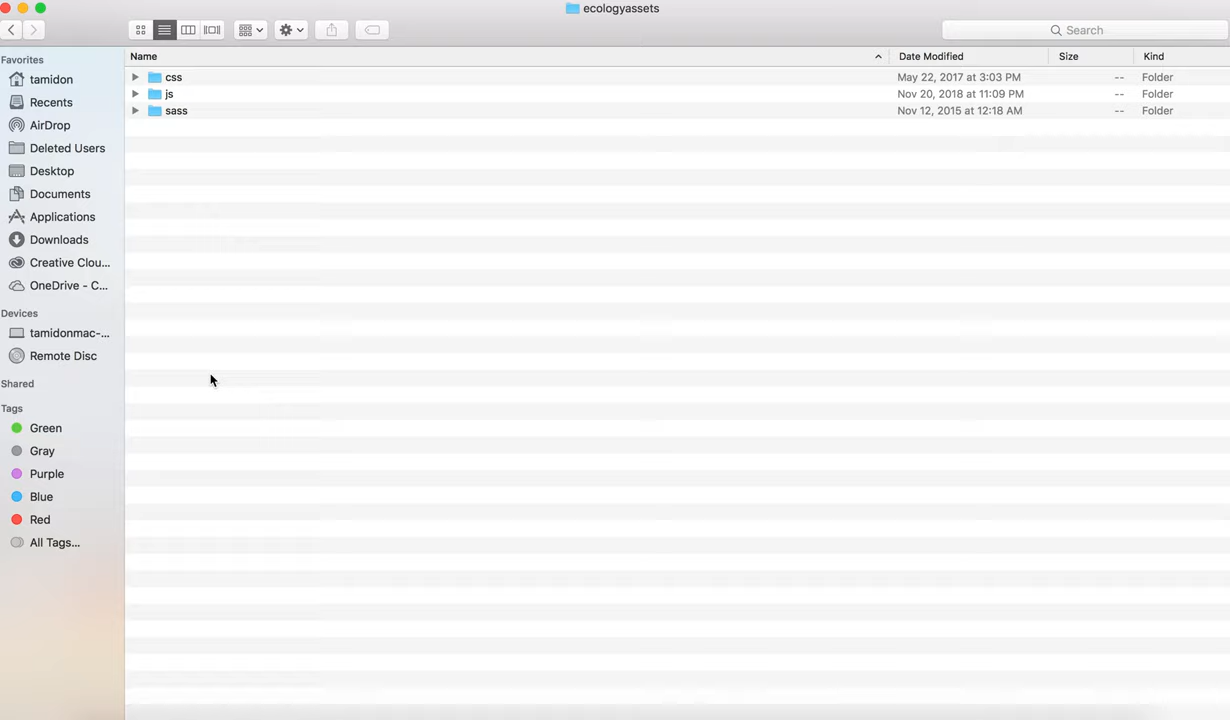 ecologyassets
Search
Favorites
tamidon
Recents
AirDrop
Deleted Users
Desktop
Documents
Applications
Downloads
Creative Clou...
OneDrive - C...
Devices
tamidonmac-...
Remote Disc
Shared
Tags
Green
Gray
Purple
Blue
Red
All Tags...
Name Date Modified Size Kind
css May 22, 2017 at 3:03 PM -- Folder
js Nov 20, 2018 at 11:09 PM -- Folder
sass Nov 12, 2015 at 12:18 AM -- Folder